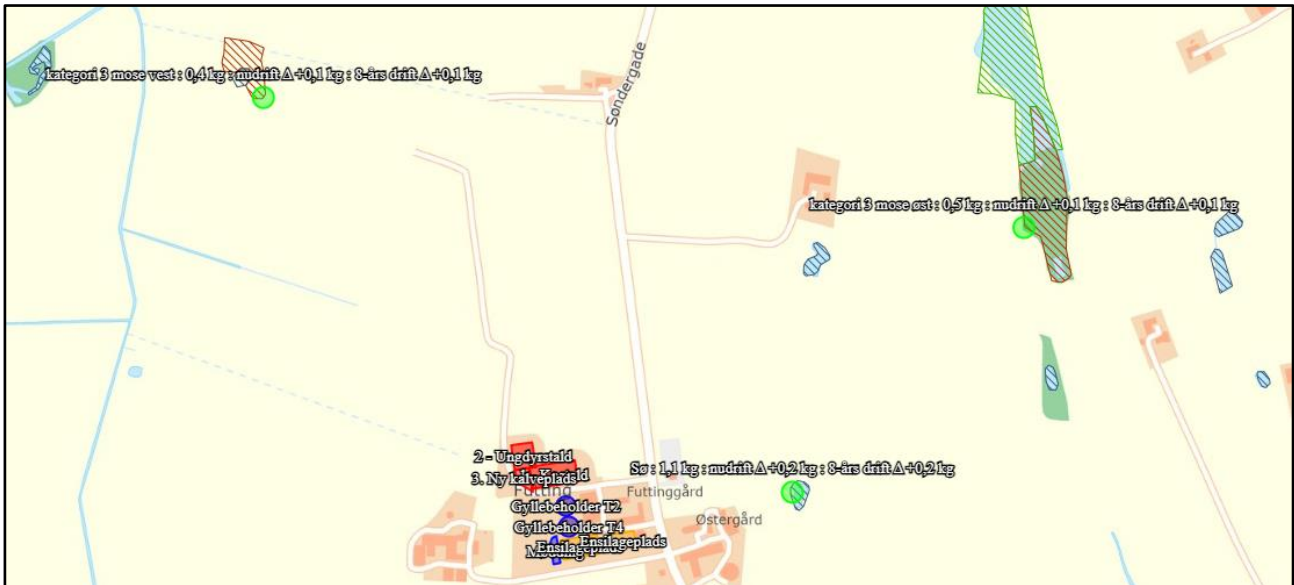 Søndergade
kategori 3 mose vest : 0,4 kg : nudrift Δ +0,1 kg : 8-års drift Δ +0,1 kg
kategori 3 mose øst : 0,5 kg : nudrift Δ +0,1 kg : 8-års drift Δ +0,1 kg
2 - Ungdyrstald
3. Ny kalveplads
Futting
Sø : 1,1 kg : nudrift Δ +0,2 kg : 8-års drift Δ +0,2 kg
Futtinggård
Gyllebeholder T2
Østergård
Gyllebeholder T4
Ensilageplads
Ensilageplads